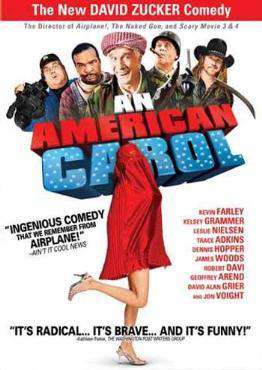 The New DAVID ZUCKER Comedy
The Director of Airplane!, The Naked Gun, and Scary Movie 3 & 4
AN
AMERICAN
CAROL
"INGENIOUS COMEDY
THAT WE REMEMBER FROM
AIRPLANE!"
–AIN'T IT COOL NEWS
KEVIN FARLEY
KELSEY GRAMMER
LESLIE NIELSEN
TRACE ADKINS
DENNIS HOPPER
JAMES WOODS
ROBERT DAVI
GEOFFREY AREND
DAVID ALAN GRIER
AND JON VOIGHT
"IT'S RADICAL... IT'S BRAVE... AND IT'S FUNNY!"
–Kathleen Parker, THE WASHINGTON POST WRITERS GROUP